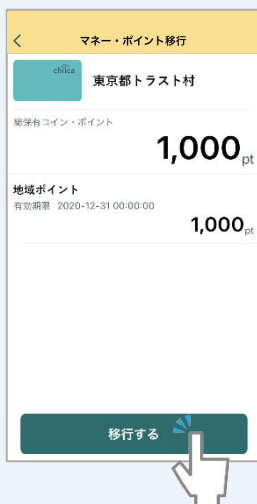 マネー・ポイント移行
chiica
東京都トラスト村
総保有コイン・ポイント
1,000pt
地域ポイント
有効期限 2020-12-31 00:00:00
1,000pt
移行する